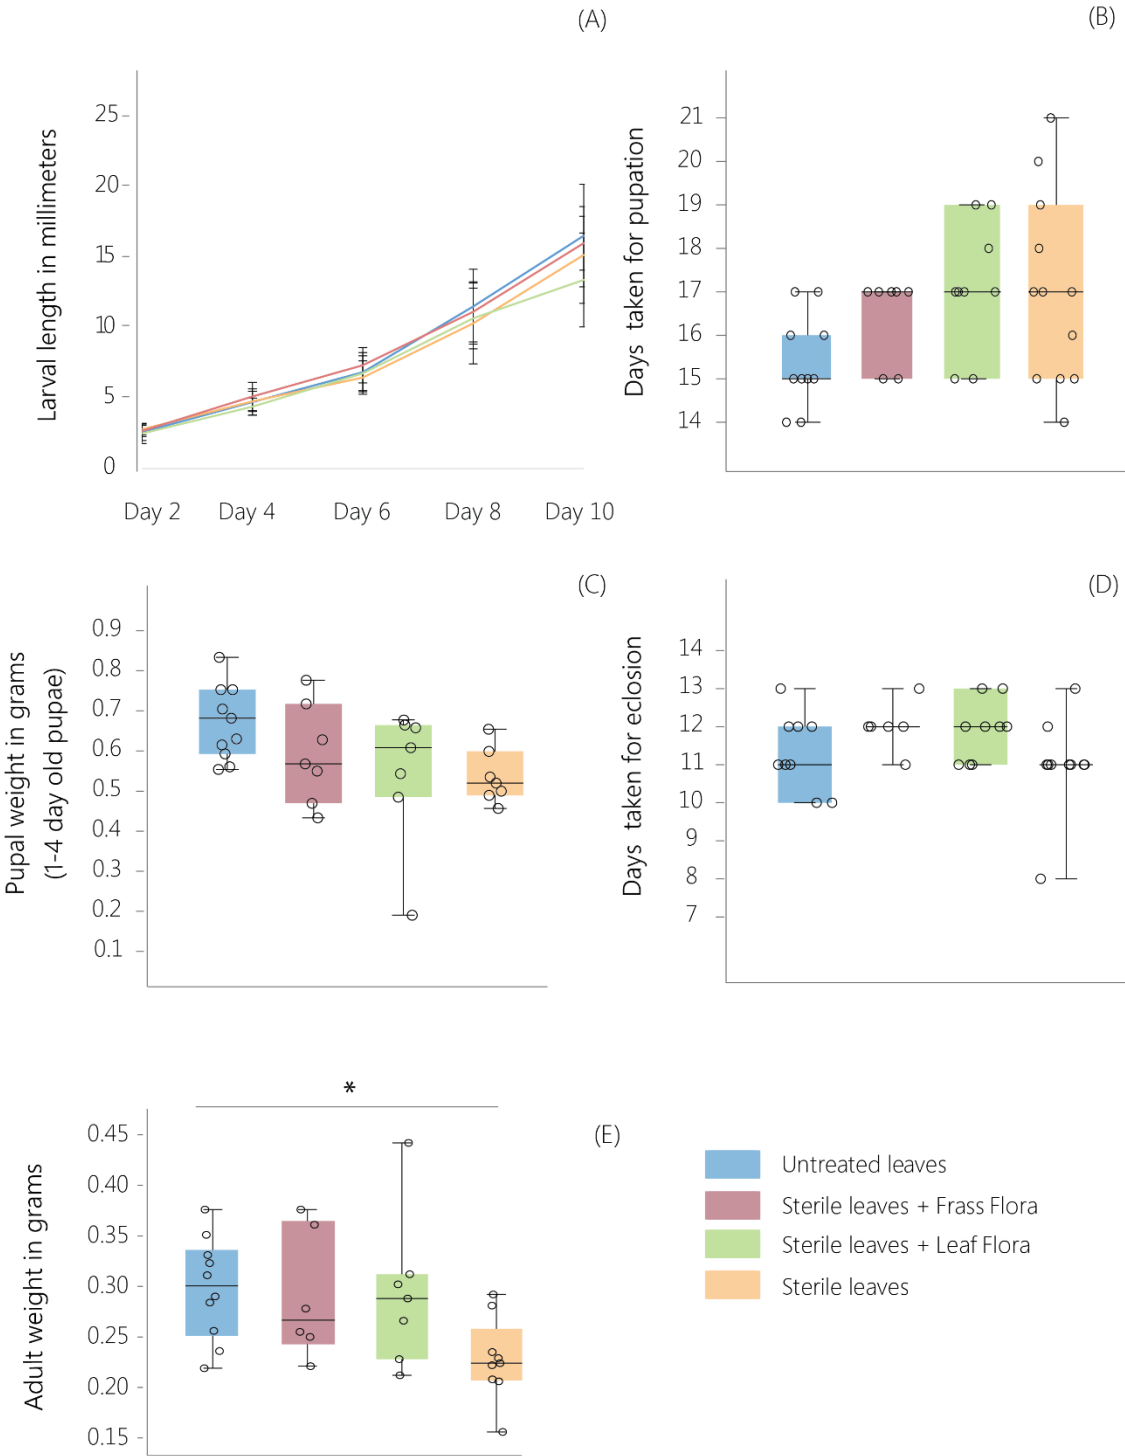 (A)
Larval length in millimeters
25
20
15
10
5
0
Day 2 Day 4 Day 6 Day 8 Day 10
(B)
Days taken for pupation
21
20
19
18
17
16
15
14
(C)
Pupal weight in grams
(1-4 day old pupae)
0.9
0.8
0.7
0.6
0.5
0.4
0.3
0.2
0.1
(D)
Days taken for eclosion
14
13
12
11
10
9
8
7
*
(E)
Adult weight in grams
0.45
0.40
0.35
0.30
0.25
0.20
0.15
Untreated leaves
Sterile leaves + Frass Flora
Sterile leaves + Leaf Flora
Sterile leaves